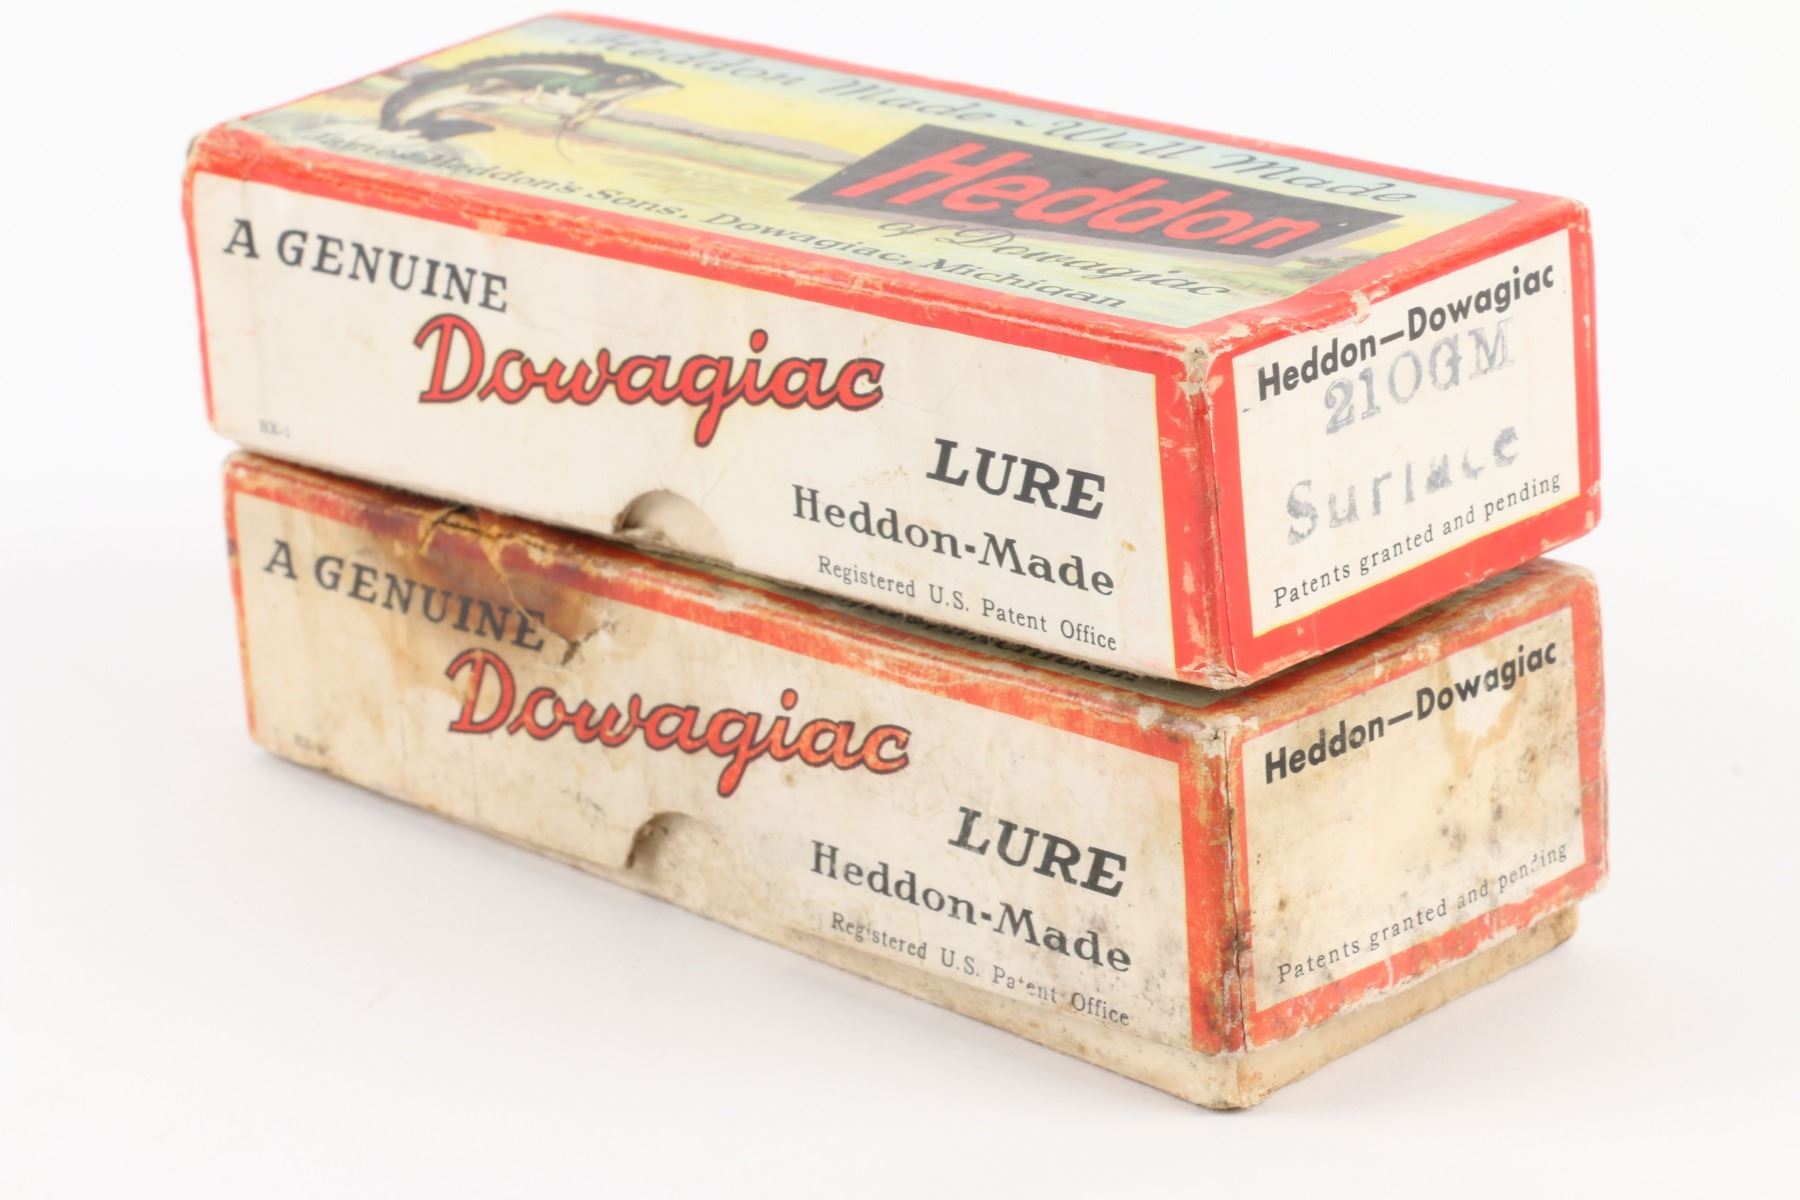 Heddon Made ~ Well Made
Heddon
of Dowagiac
James Heddon's Sons, Dowagiac, Michigan
A GENUINE
Dowagiac
LURE
Heddon-Made
Registered U.S. Patent Office
BX-1
Heddon—Dowagiac
210GM
Surface
Patents granted and pending
A GENUINE
Dowagiac
LURE
Heddon-Made
Registered U.S. Patent Office
Heddon—Dowagiac
Patents granted and pending